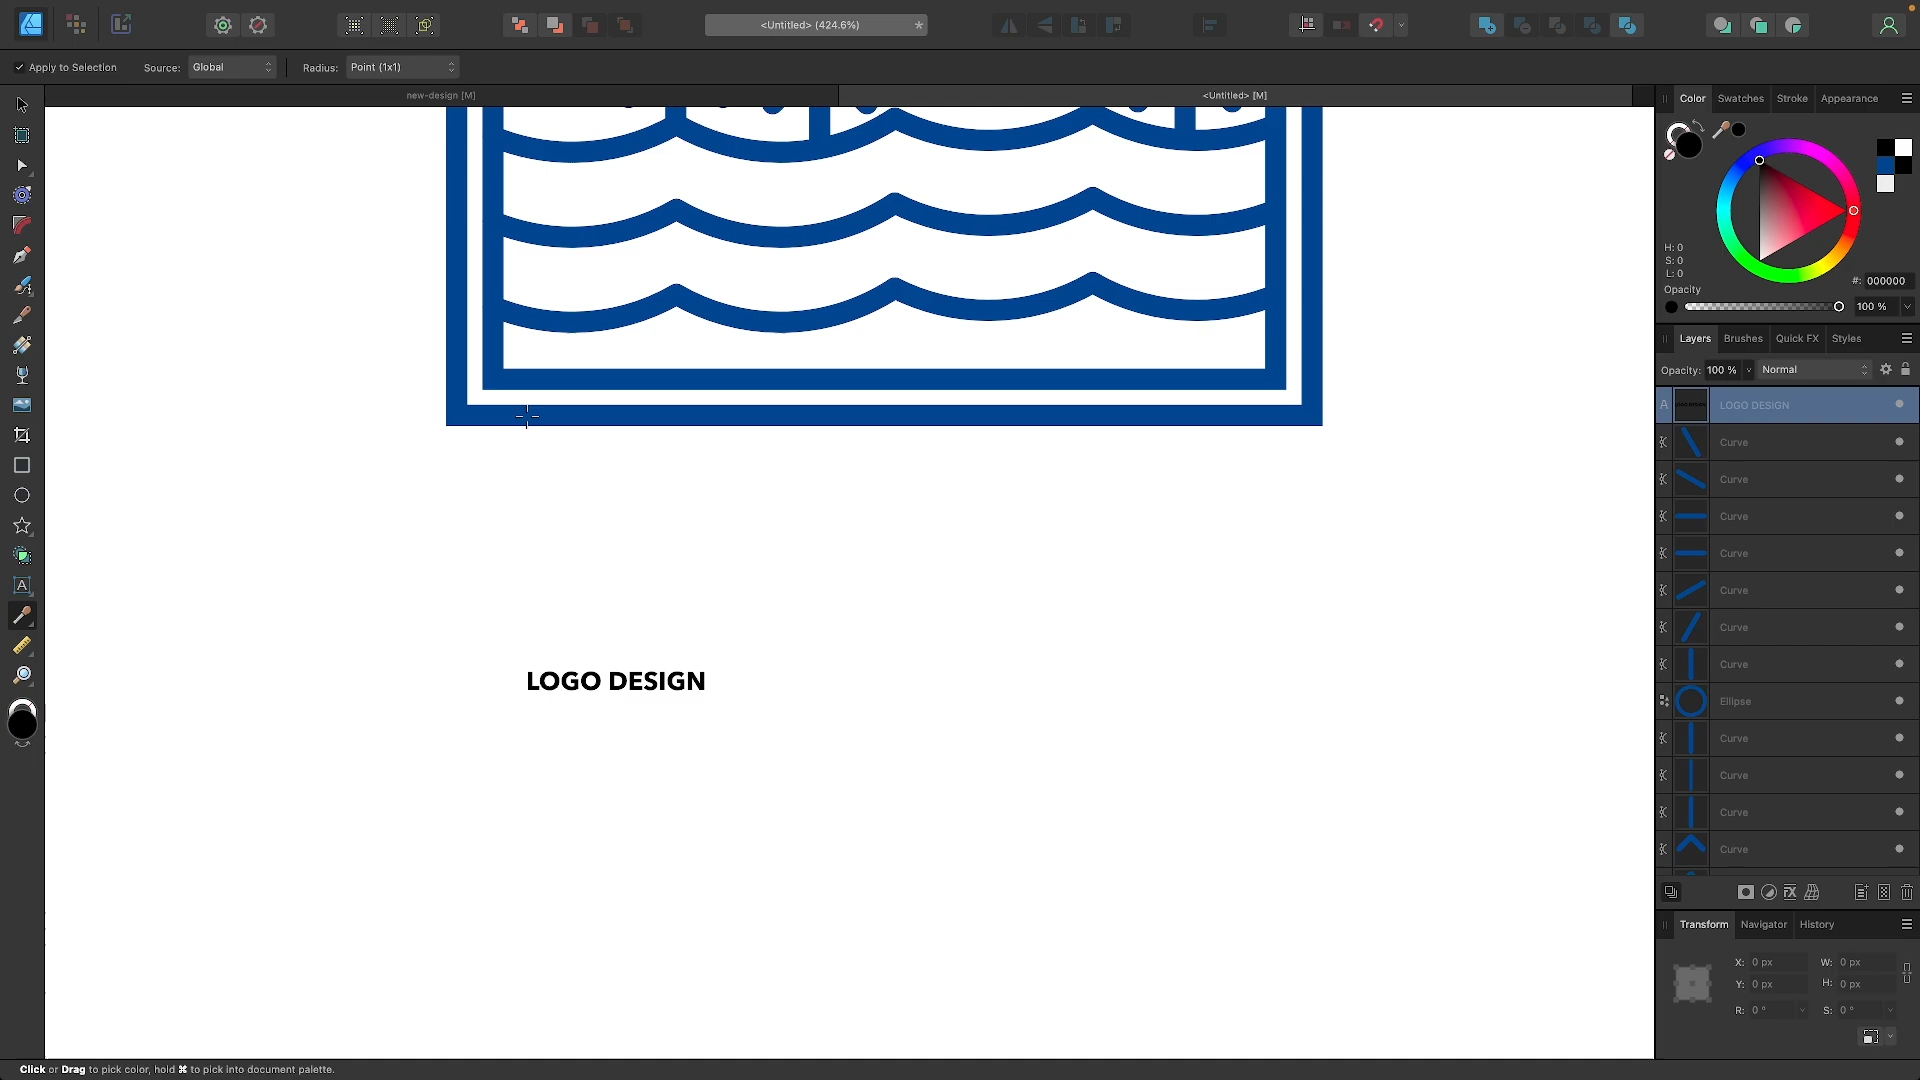 <Untitled> (424.6%)
*
Apply to Selection
Source: Global
Radius: Point (1x1)
new-design [M]
<Untitled> [M]
Color
Swatches
Stroke
Appearance
H: 0
S: 0
L: 0
#: 000000
Opacity
100 %
Layers
Brushes
Quick FX
Styles
Opacity: 100 %
Normal
A
LOGO DESIGN
Curve
Curve
Curve
Curve
Curve
Curve
Curve
Ellipse
Curve
Curve
Curve
Curve
LOGO DESIGN
Transform
Navigator
History
X: 0 px
W: 0 px
Y: 0 px
H: 0 px
R: 0 °
S: 0 °
Click or Drag to pick color, hold ⌘ to pick into document palette.